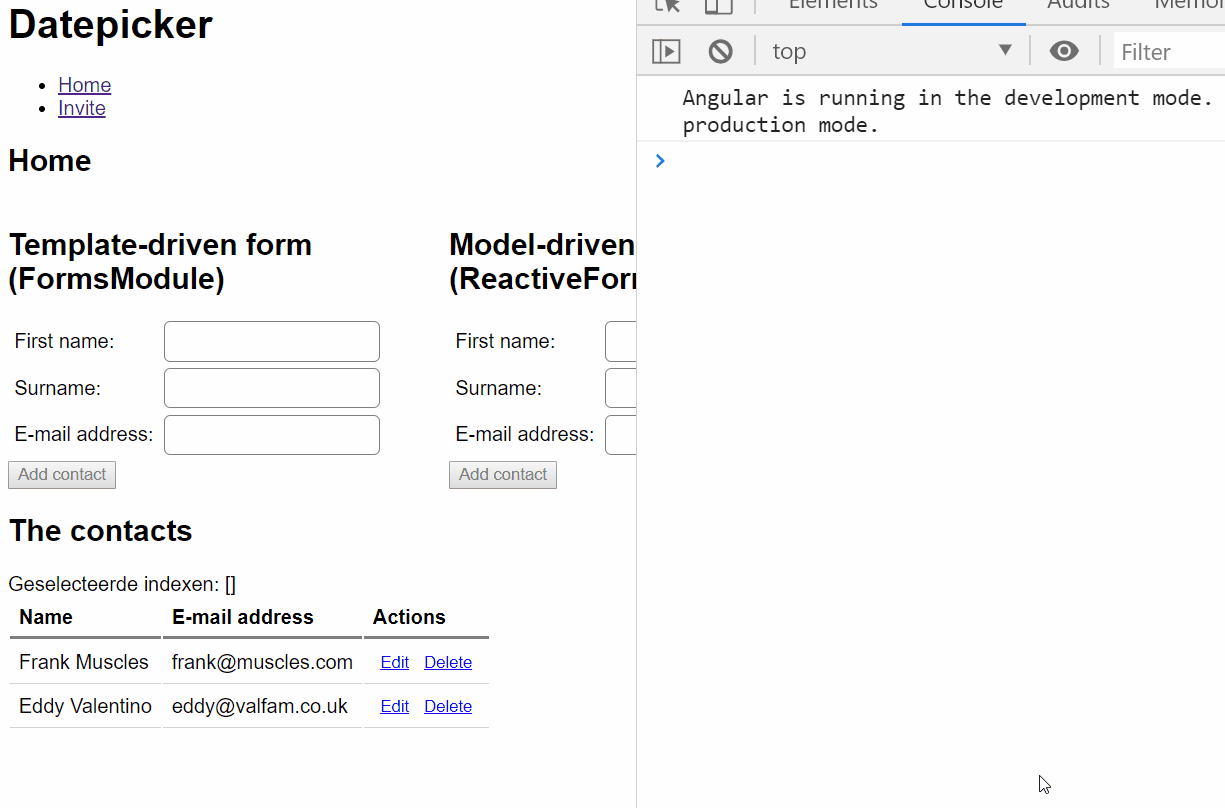 Datepicker
Home
Invite
Home
Template-driven form
(FormsModule)
First name:
Surname:
E-mail address:
Add contact
Model-driven
(ReactiveForm
First name:
Surname:
E-mail address:
Add contact
The contacts
Geselecteerde indexen: []
Name E-mail address Actions
Frank Muscles frank@muscles.com Edit Delete
Eddy Valentino eddy@valfam.co.uk Edit Delete
Elements Console Audits Memor
top Filter
Angular is running in the development mode.
production mode.